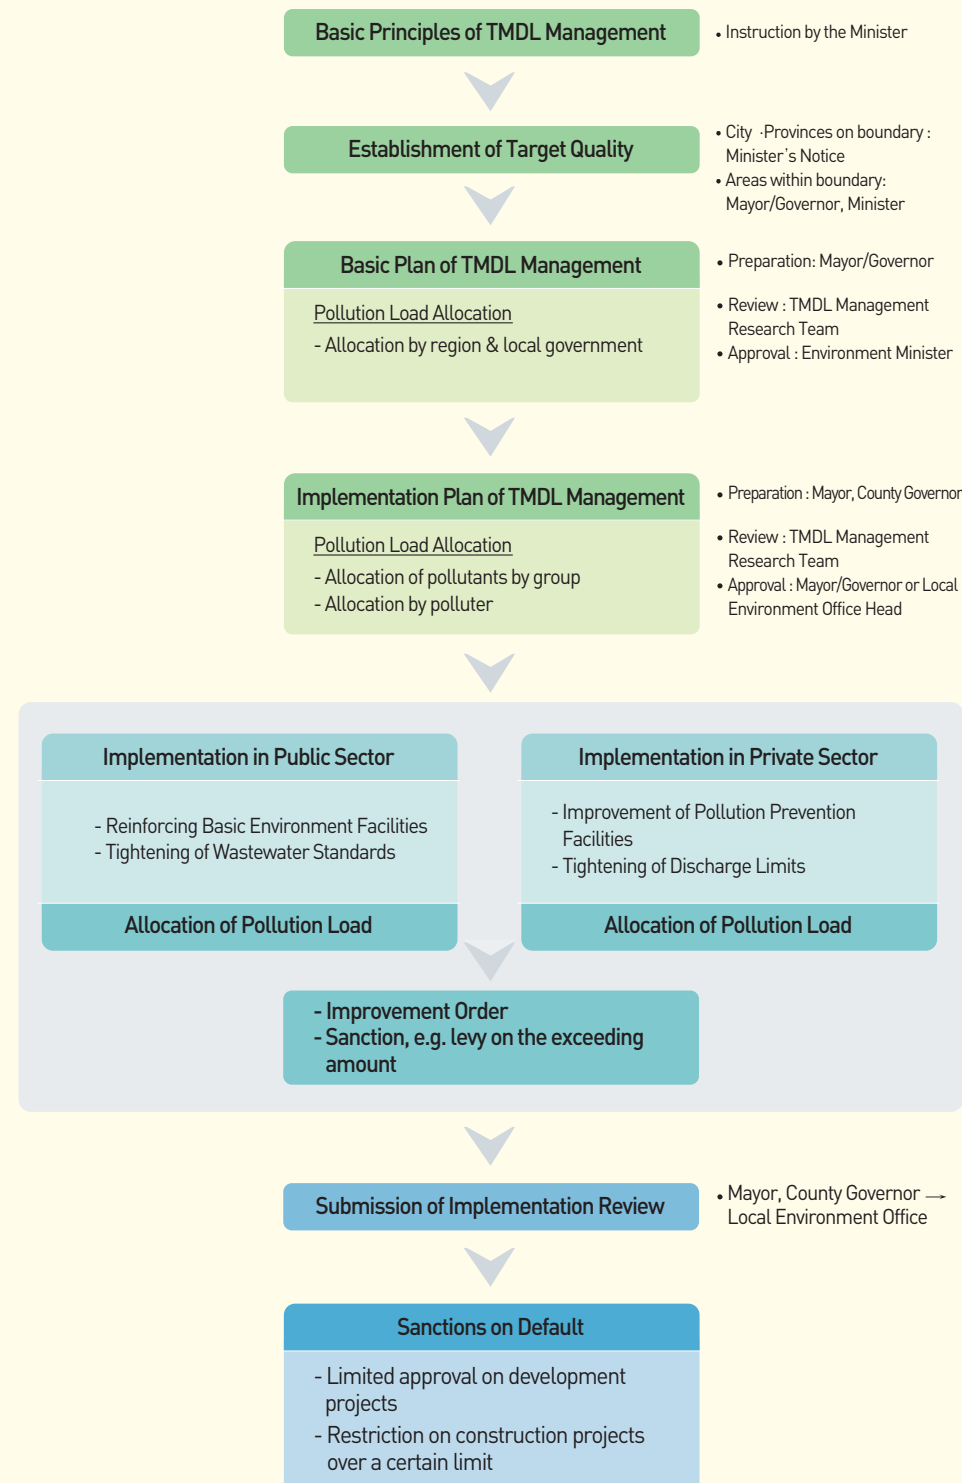 Basic Principles of TMDL Management
• Instruction by the Minister
Establishment of Target Quality
• City ·Provinces on boundary :
Minister's Notice
• Areas within boundary:
Mayor/Governor, Minister
Basic Plan of TMDL Management
• Preparation: Mayor/Governor
Pollution Load Allocation
- Allocation by region & local government
• Review : TMDL Management
Research Team
• Approval : Environment Minister
Implementation Plan of TMDL Management
• Preparation : Mayor, County Governor
Pollution Load Allocation
- Allocation of pollutants by group
- Allocation by polluter
• Review : TMDL Management
Research Team
• Approval : Mayor/Governor or Local
Environment Office Head
Implementation in Public Sector
- Reinforcing Basic Environment Facilities
- Tightening of Wastewater Standards
Allocation of Pollution Load
Implementation in Private Sector
- Improvement of Pollution Prevention
Facilities
- Tightening of Discharge Limits
Allocation of Pollution Load
- Improvement Order
- Sanction, e.g. levy on the exceeding
amount
Submission of Implementation Review
• Mayor, County Governor →
Local Environment Office
Sanctions on Default
- Limited approval on development
projects
- Restriction on construction projects
over a certain limit